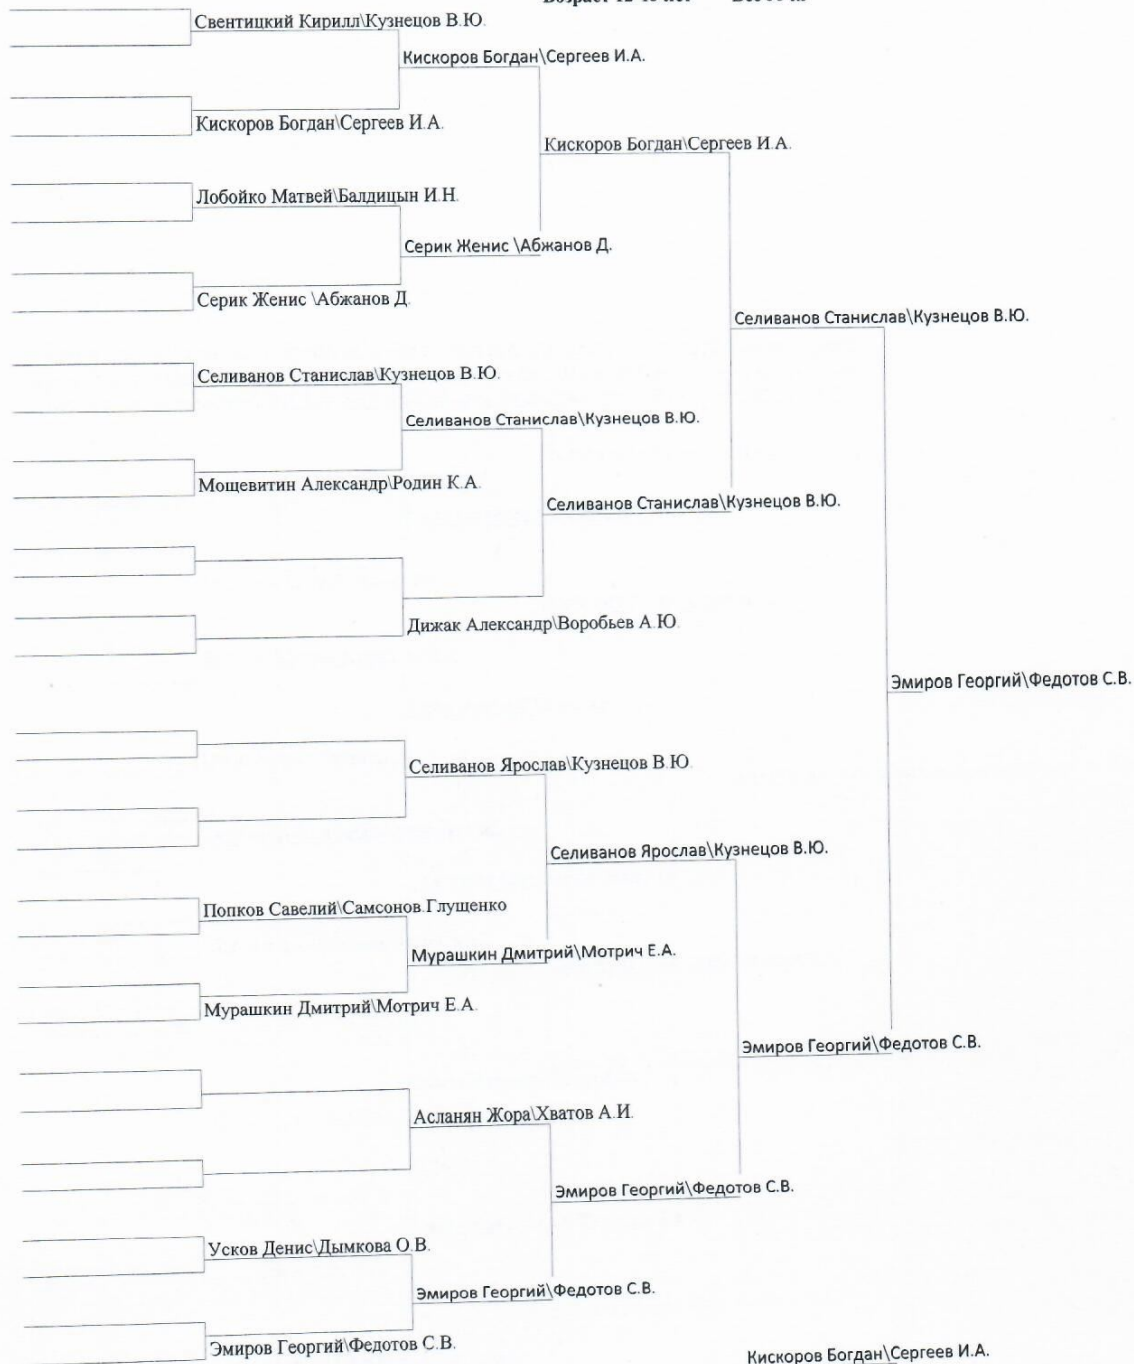 Свентицкий Кирилл\Кузнецов В.Ю.
Кискоров Богдан\Сергеев И.А.
Кискоров Богдан\Сергеев И.А.
Кискоров Богдан\Сергеев И.А.
Лобойко Матвей\Балдицын И.Н.
Серик Женис \Абжанов Д.
Серик Женис \Абжанов Д.
Селиванов Станислав\Кузнецов В.Ю.
Селиванов Станислав\Кузнецов В.Ю.
Селиванов Станислав\Кузнецов В.Ю.
Мощевитин Александр\Родин К.А.
Селиванов Станислав\Кузнецов В.Ю.
Дижак Александр\Воробьев А.Ю.
Эмиров Георгий\Федотов С.В.
Селиванов Ярослав\Кузнецов В.Ю.
Селиванов Ярослав\Кузнецов В.Ю.
Попков Савелий\Самсонов.Глущенко
Мурашкин Дмитрий\Мотрич Е.А.
Мурашкин Дмитрий\Мотрич Е.А.
Эмиров Георгий\Федотов С.В.
Асланян Жора\Хватов А.И.
Эмиров Георгий\Федотов С.В.
Усков Денис\Дымкова О.В.
Эмиров Георгий\Федотов С.В.
Эмиров Георгий\Федотов С.В.
Кискоров Богдан\Сергеев И.А.